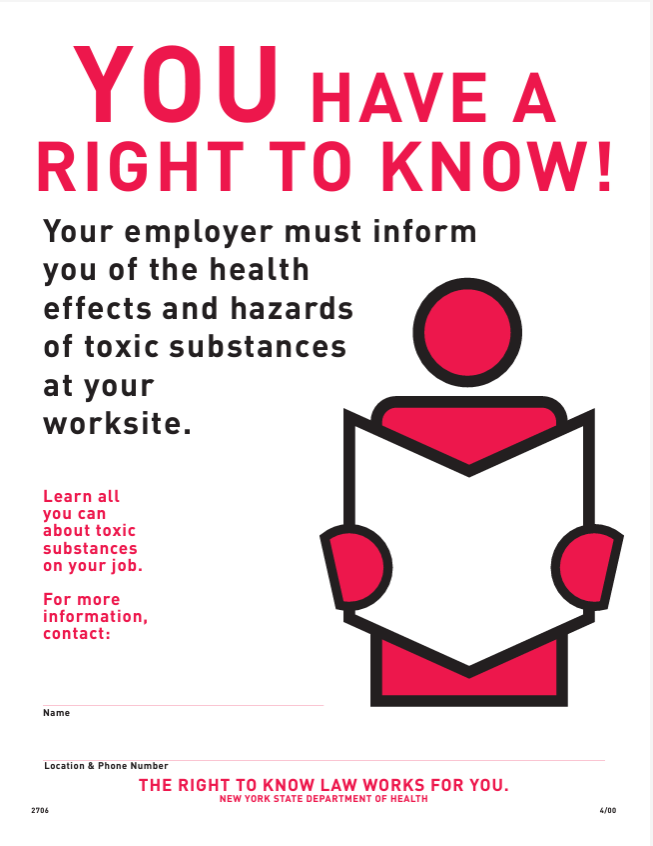 YOU HAVE A
RIGHT TO KNOW!
Your employer must inform
you of the health
effects and hazards
of toxic substances
at your
worksite.
Learn all
you can
about toxic
substances
on your job.
For more
information,
contact:
Name
Location & Phone Number
THE RIGHT TO KNOW LAW WORKS FOR YOU.
NEW YORK STATE DEPARTMENT OF HEALTH
2706
4/00